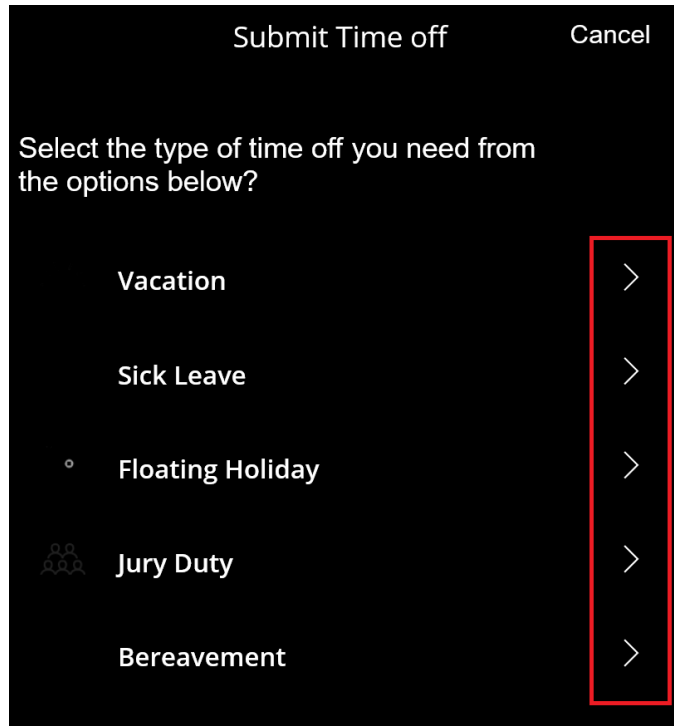 Submit Time off
Cancel
Select the type of time off you need from
the options below?
Vacation
Sick Leave
Floating Holiday
Jury Duty
Bereavement